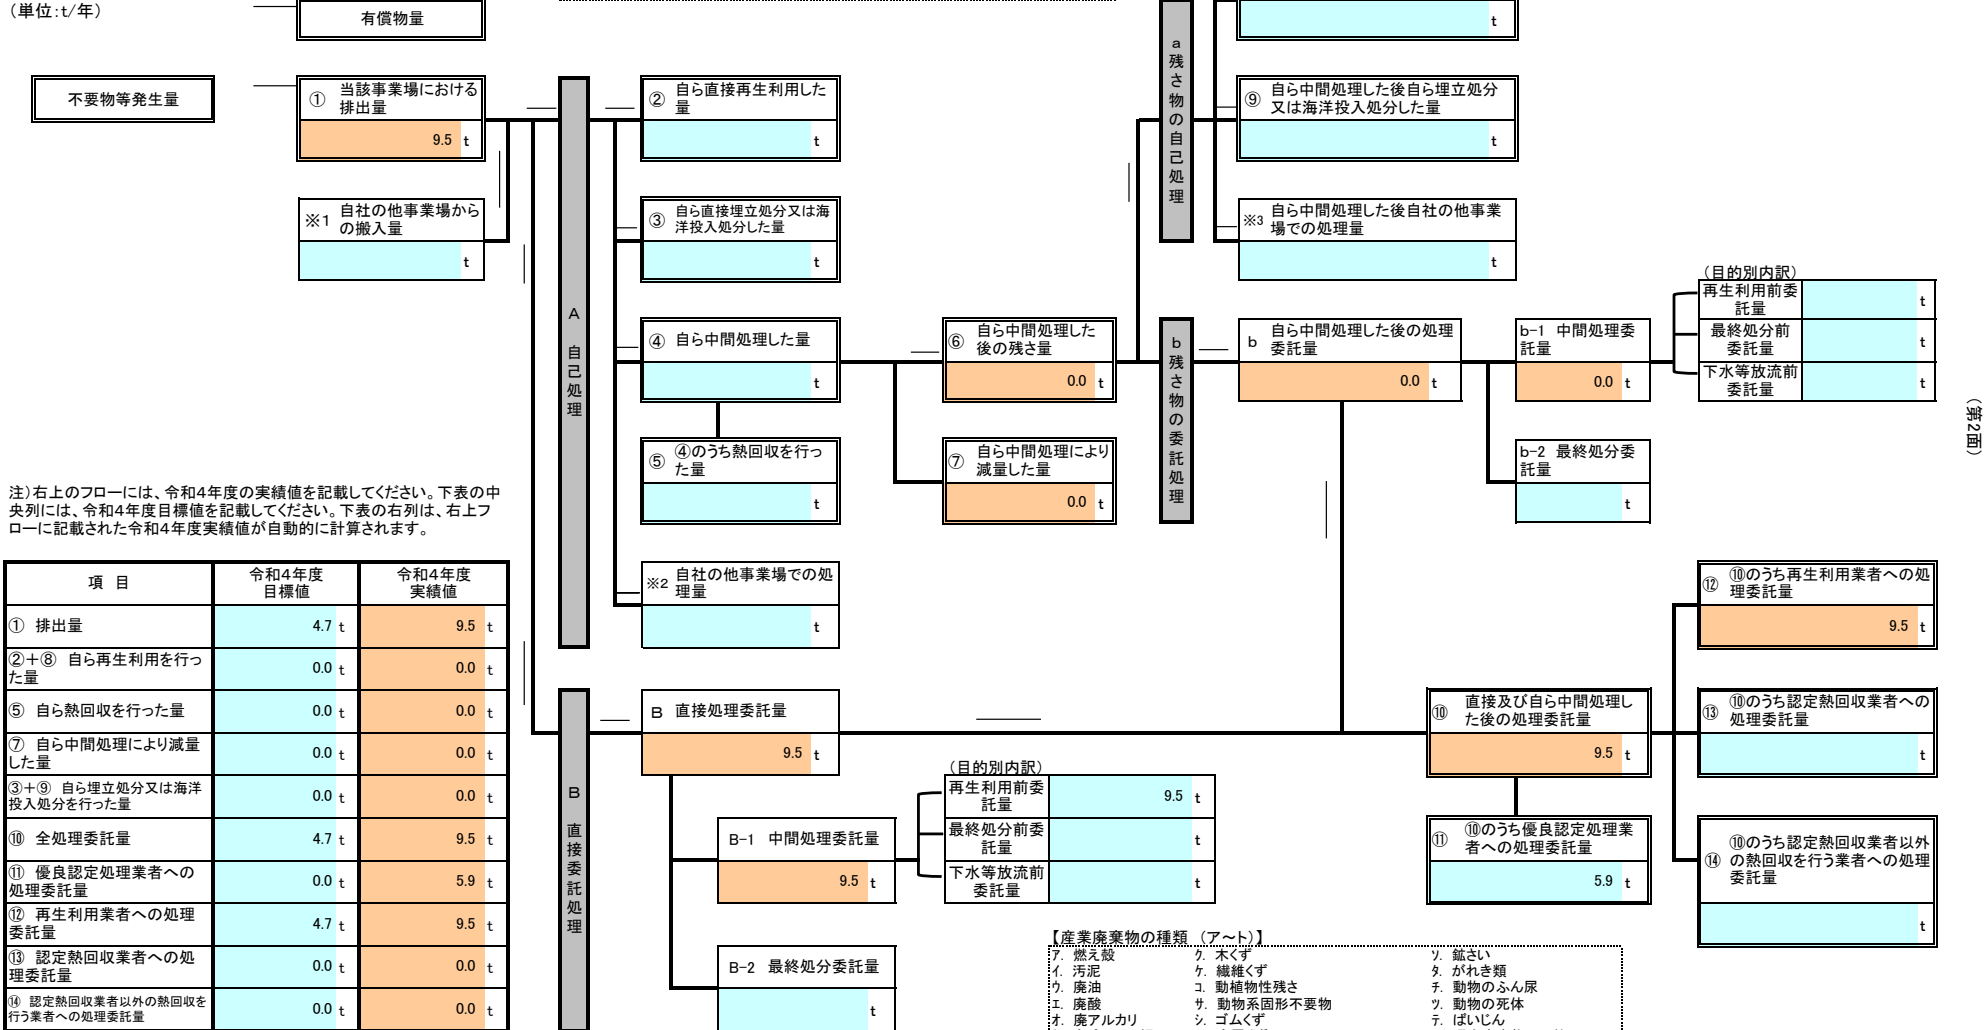 (単位:t/年)
有償物量
t
不要物等発生量
① 当該事業場における
排出量
9.5 t
※1 自社の他事業場から
の搬入量
t
A 自己処理
② 自ら直接再生利用した
量
t
③ 自ら直接埋立処分又は海
洋投入処分した量
t
④ 自ら中間処理した量
t
⑤ ④のうち熱回収を行っ
た量
t
※2 自社の他事業場での処
理量
t
⑥ 自ら中間処理した
後の残さ量
0.0 t
⑦ 自ら中間処理により
減量した量
0.0 t
a 残さ物の自己処理
⑨ 自ら中間処理した後自ら埋立処分
又は海洋投入処分した量
t
※3 自ら中間処理した後自社の他事業
場での処理量
t
b 残さ物の委託処理
b 自ら中間処理した後の処理
委託量
0.0 t
b-1 中間処理委
託量
0.0 t
b-2 最終処分委
託量
t
(目的別内訳)
再生利用前委
託量
t
最終処分前
委託量
t
下水等放流前
委託量
t
(第2面)
注)右上のフローには、令和4年度の実績値を記載してください。下表の中
央列には、令和4年度目標値を記載してください。下表の右列は、右上フ
ローに記載された令和4年度実績値が自動的に計算されます。
項 目 令和4年度
目標値 令和4年度
実績値
① 排出量 4.7 t 9.5 t
②+⑧ 自ら再生利用を行っ
た量 0.0 t 0.0 t
⑤ 自ら熱回収を行った量 0.0 t 0.0 t
⑦ 自ら中間処理により減量
した量 0.0 t 0.0 t
③+⑨ 自ら埋立処分又は海洋
投入処分を行った量 0.0 t 0.0 t
⑩ 全処理委託量 4.7 t 9.5 t
⑪ 優良認定処理業者への
処理委託量 0.0 t 5.9 t
⑫ 再生利用業者への処理
委託量 4.7 t 9.5 t
⑬ 認定熱回収業者への処
理委託量 0.0 t 0.0 t
⑭ 認定熱回収業者以外の熱回収を
行う業者への処理委託量 0.0 t 0.0 t
B 直接委託処理
B 直接処理委託量
9.5 t
B-1 中間処理委託量
9.5 t
B-2 最終処分委託量
t
(目的別内訳)
再生利用前委
託量
9.5 t
最終処分前委
託量
t
下水等放流前
委託量
t
⑩ 直接及び自ら中間処理し
た後の処理委託量
9.5 t
⑪ ⑩のうち優良認定処理業
者への処理委託量
5.9 t
⑫ ⑩のうち再生利用業者への処
理委託量
9.5 t
⑬ ⑩のうち認定熱回収業者への
処理委託量
t
⑭ ⑩のうち認定熱回収業者以外
の熱回収を行う業者への処理
委託量
t
【産業廃棄物の種類 (ア~ト)】
ア. 燃え殻 ク. 木くず ソ. 鉱さい
イ. 汚泥 ケ. 繊維くず タ. がれき類
ウ. 廃油 コ. 動植物性残さ チ. 動物のふん尿
エ. 廃酸 サ. 動物系固形不要物 ツ. 動物の死体
オ. 廃アルカリ シ. ゴムくず テ. ばいじん